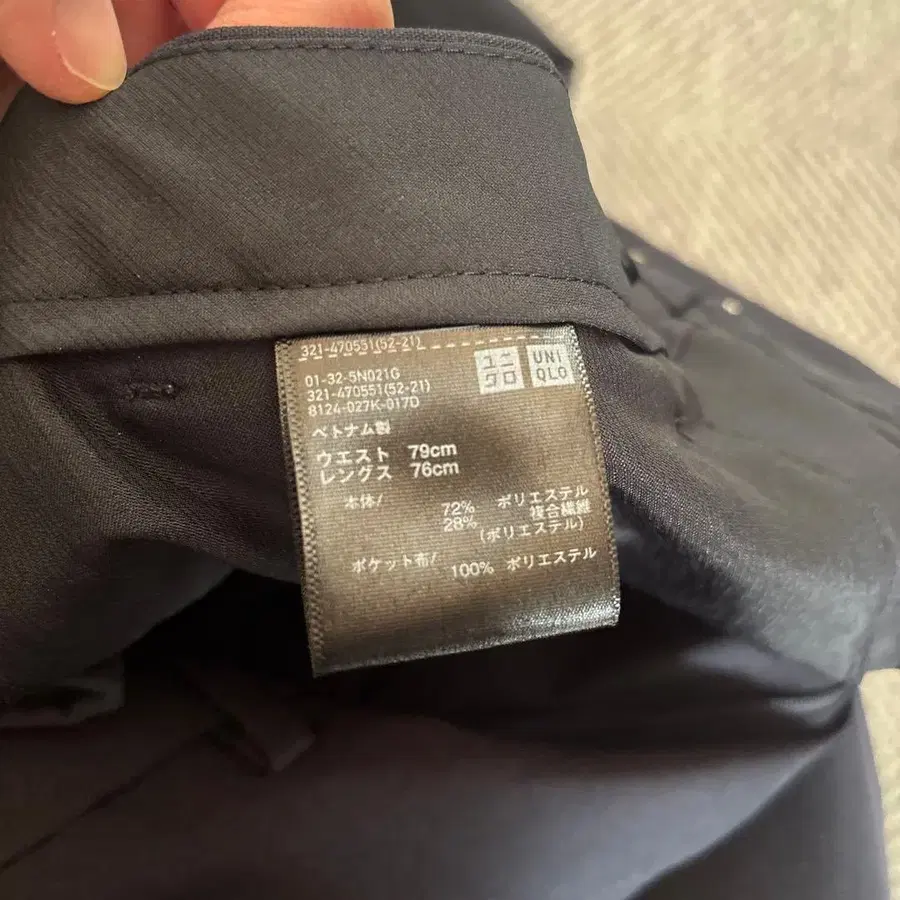 321-470551(52-21)
ユニクロ
UNIQLO
01-32-5N021G
321-470551(52-21)
8124-027K-017D
ベトナム製
ウエスト 79cm
レングス 76cm
本体/ 72% ポリエステル
28% 複合繊維
(ポリエステル)
ポケット布/ 100% ポリエステル